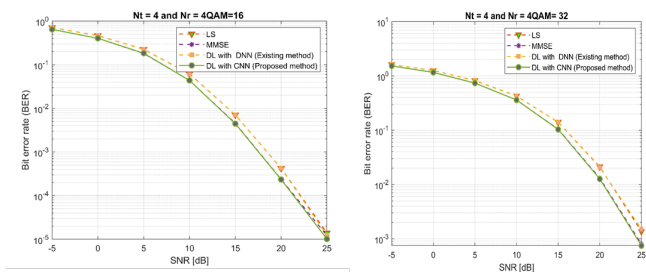 Nt = 4 and Nr = 4QAM=16
LS
MMSE
DL with DNN (Existing method)
DL with CNN (Proposed method)
Bit error rate (BER)
10^0
10^-1
10^-2
10^-3
10^-4
10^-5
-5 0 5 10 15 20 25
SNR [dB]
Nt = 4 and Nr = 4QAM= 32
LS
MMSE
DL with DNN (Existing method)
DL with CNN (Proposed method)
Bit error rate (BER)
10^2
10^1
10^0
10^-1
10^-2
10^-3
-5 0 5 10 15 20 25
SNR [dB]